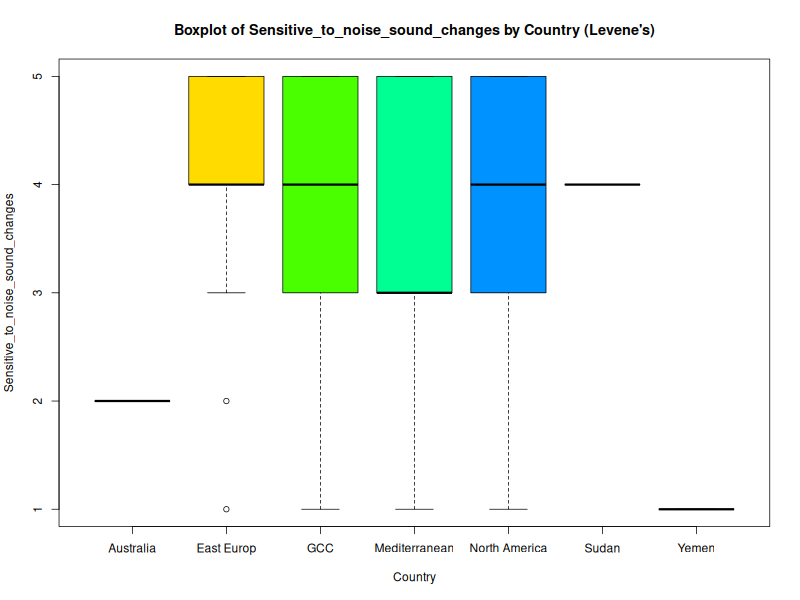 Boxplot of Sensitive_to_noise_sound_changes by Country (Levene's)
Sensitive_to_noise_sound_changes
5
4
3
2
1
Australia East Europ GCC Mediterranean North America Sudan Yemen
Country